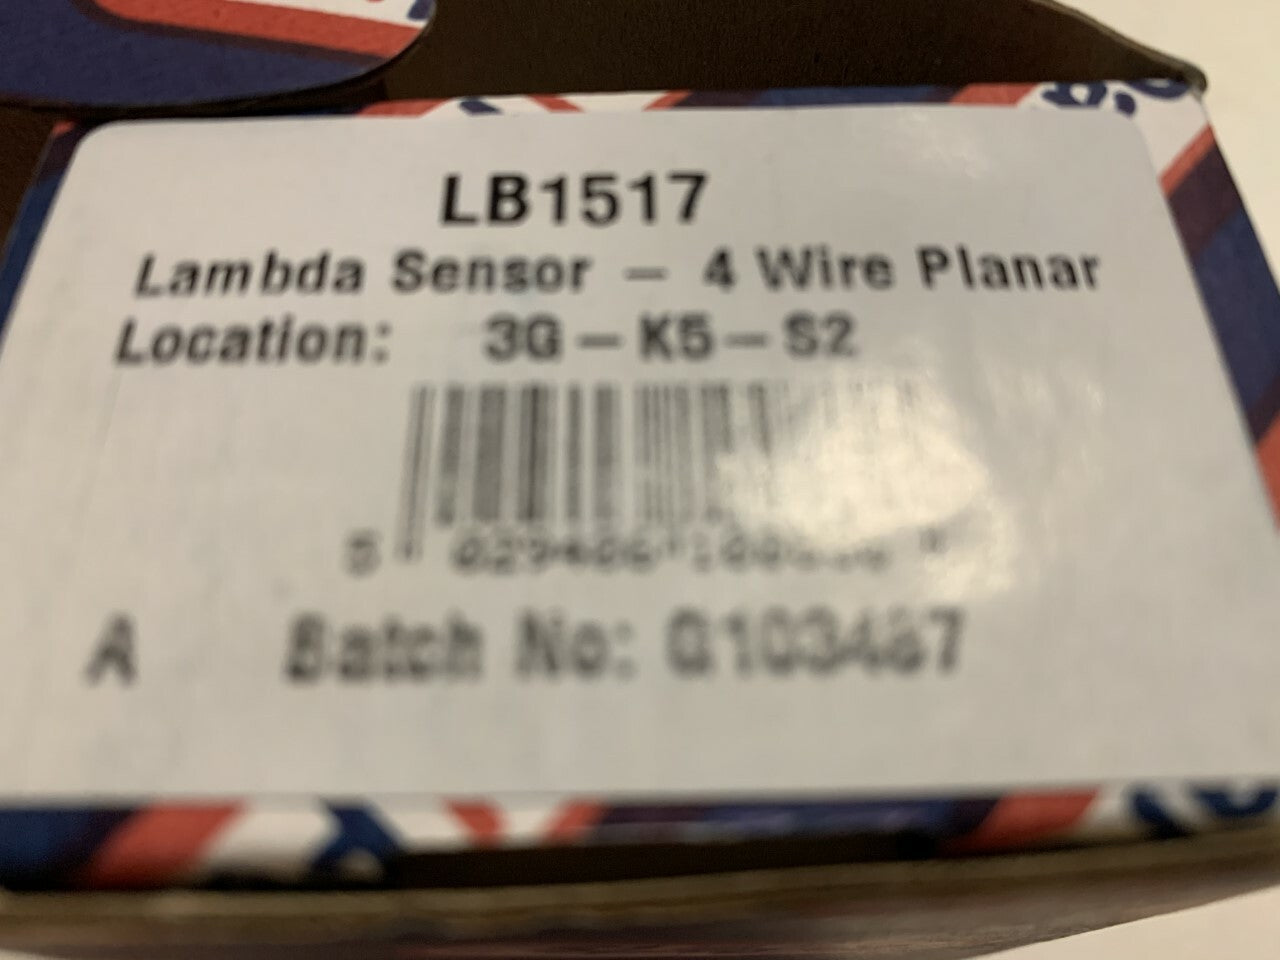 LB1517
Lambda Sensor – 4 Wire Planar
Location: 3G – K5 – S2
A Batch No: